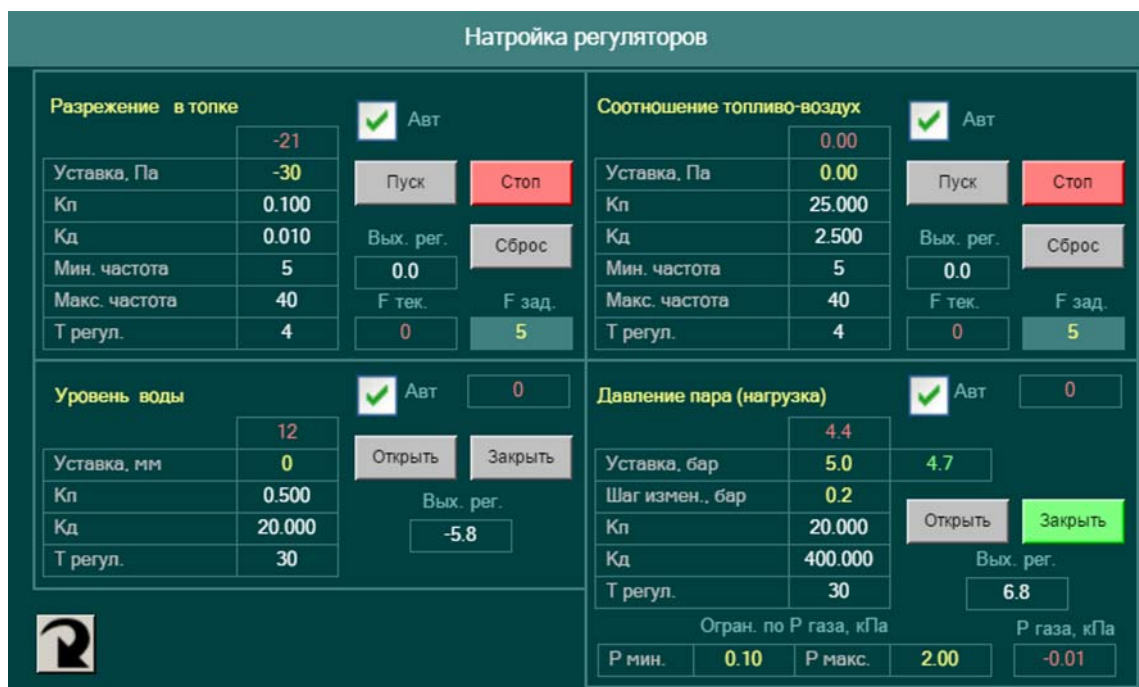 Натройка регуляторов
Разрежение в топке
Авт
-21
Уставка, Па -30
Пуск Стоп
Кп 0.100
Кд 0.010
Вых. рег. Сброс
Мин. частота 5
0.0
Макс. частота 40
F тек. F зад.
Т регул. 4
0 5
Соотношение топливо-воздух
Авт
0.00
Уставка, Па 0.00
Пуск Стоп
Кп 25.000
Кд 2.500
Вых. рег. Сброс
Мин. частота 5
0.0
Макс. частота 40
F тек. F зад.
Т регул. 4
0 5
Уровень воды
Авт 0
12
Уставка, мм 0
Открыть Закрыть
Кп 0.500
Вых. рег.
Кд 20.000
-5.8
Т регул. 30
Давление пара (нагрузка)
Авт 0
4.4
Уставка, бар 5.0 4.7
Шаг измен., бар 0.2
Кп 20.000
Открыть Закрыть
Кд 400.000
Вых. рег.
Т регул. 30
6.8
Огран. по Р газа, кПа
Р газа, кПа
Р мин. 0.10 Р макс. 2.00 -0.01